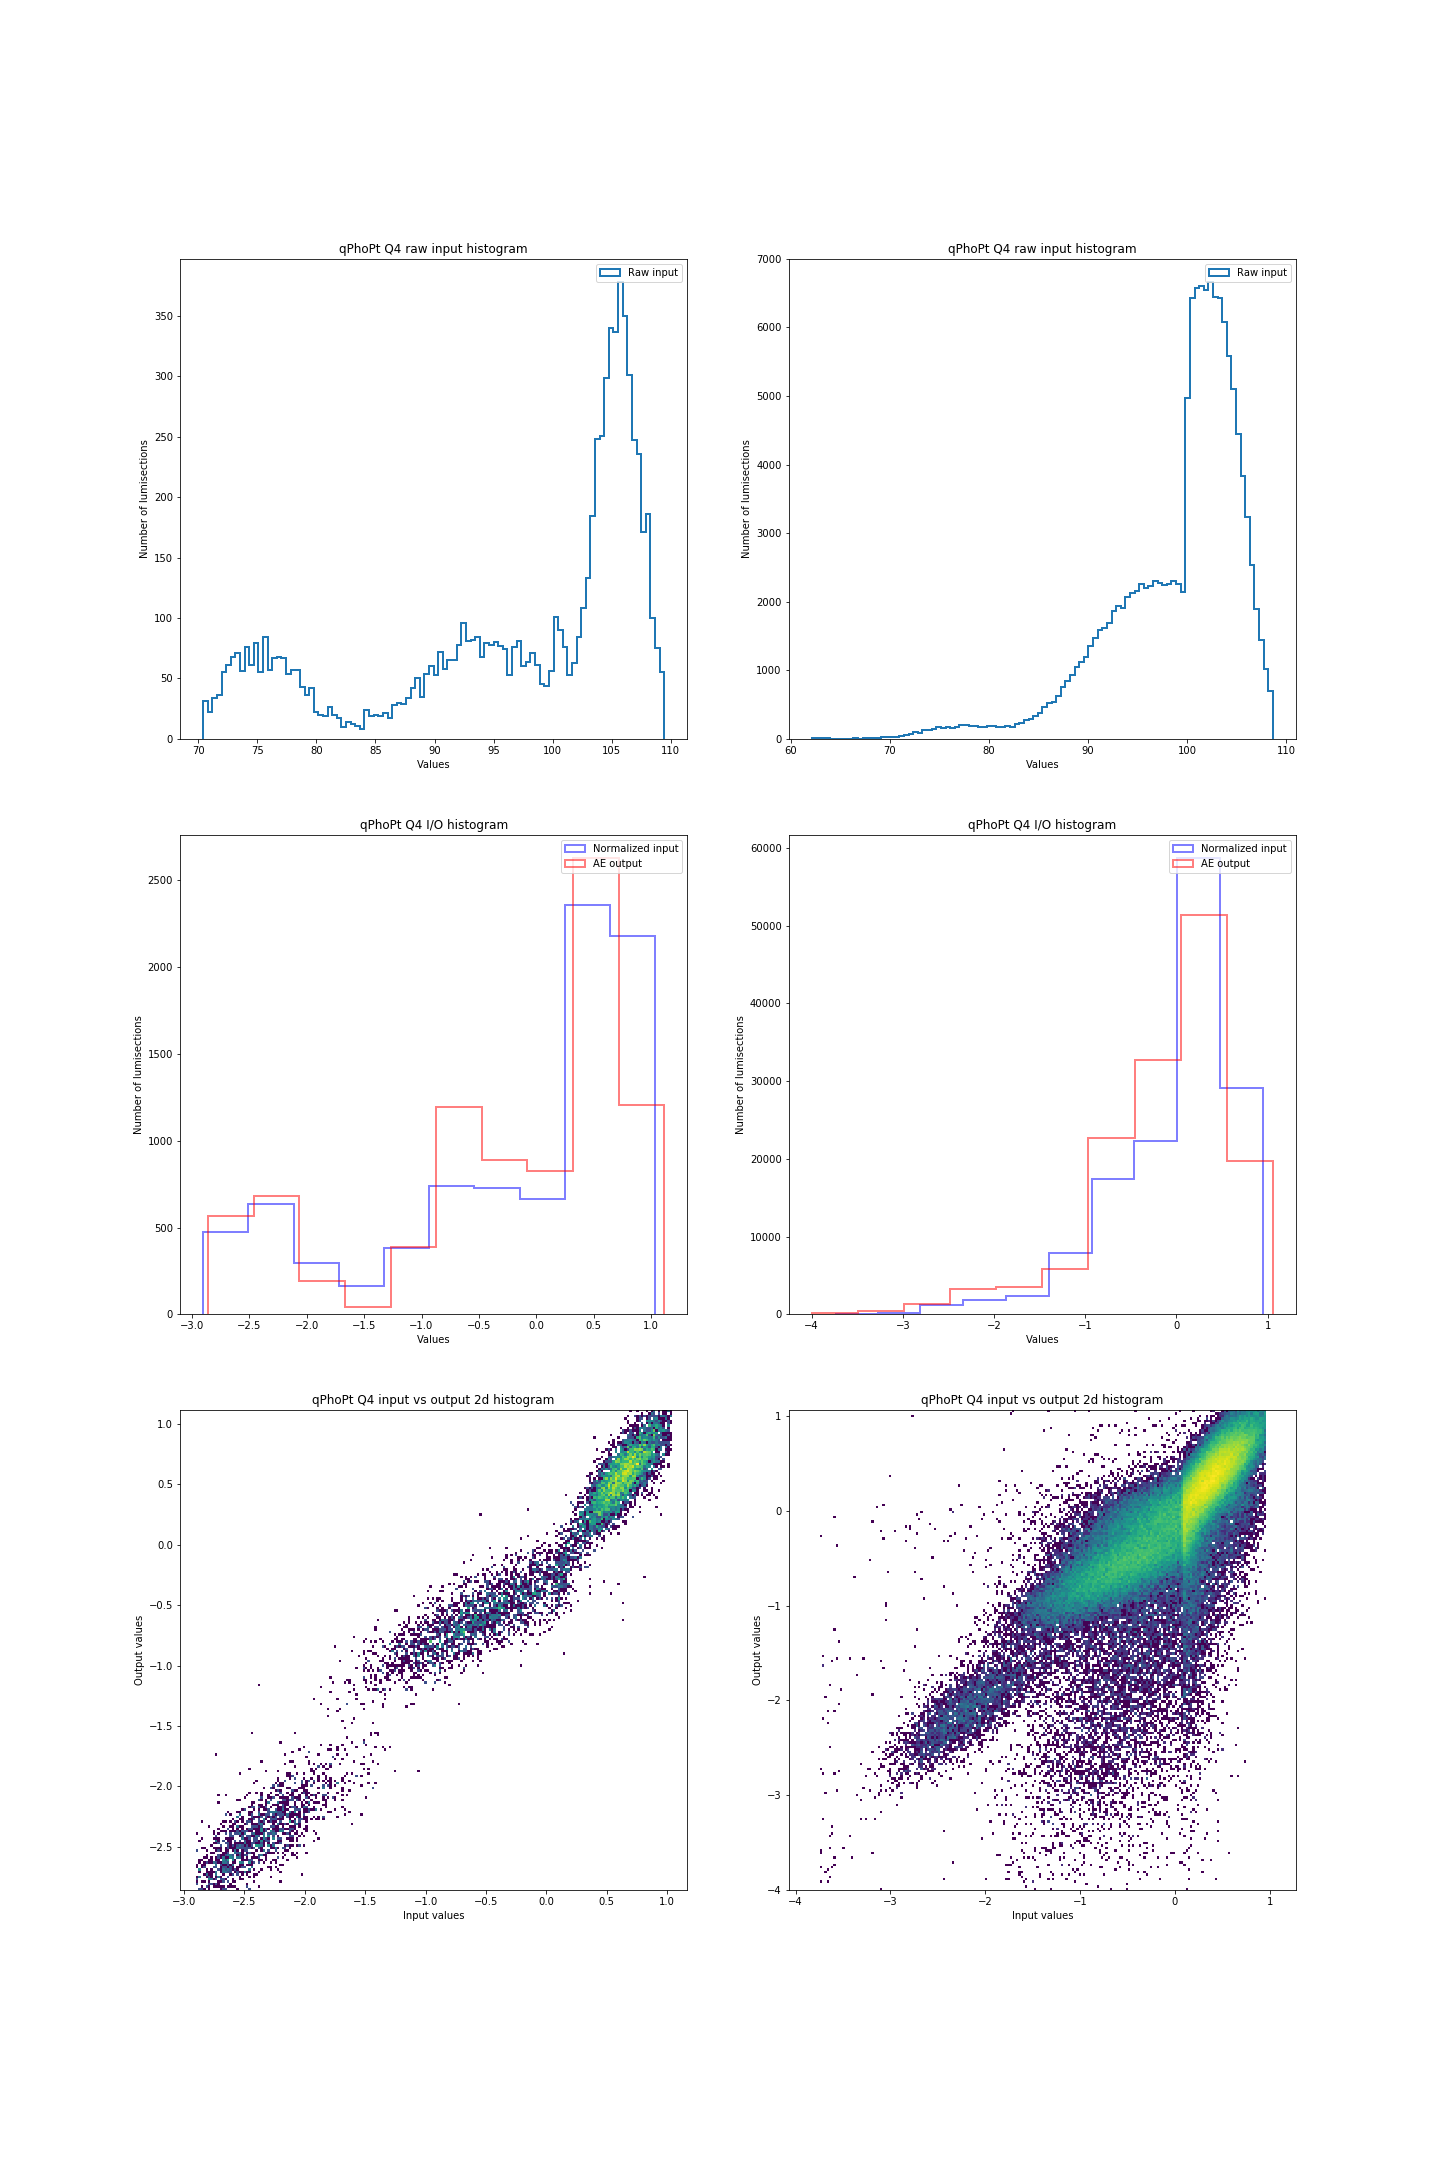 qPhoPt Q4 raw input histogram
Raw input
Number of lumisections
350
300
250
200
150
100
50
0
70 75 80 85 90 95 100 105 110
Values
qPhoPt Q4 raw input histogram
Raw input
Number of lumisections
7000
6000
5000
4000
3000
2000
1000
0
60 70 80 90 100 110
Values
qPhoPt Q4 I/O histogram
Normalized input
AE output
Number of lumisections
2500
2000
1500
1000
500
0
−3.0 −2.5 −2.0 −1.5 −1.0 −0.5 0.0 0.5 1.0
Values
qPhoPt Q4 I/O histogram
Normalized input
AE output
Number of lumisections
60000
50000
40000
30000
20000
10000
0
−4 −3 −2 −1 0 1
Values
qPhoPt Q4 input vs output 2d histogram
Output values
1.0
0.5
0.0
−0.5
−1.0
−1.5
−2.0
−2.5
−3.0 −2.5 −2.0 −1.5 −1.0 −0.5 0.0 0.5 1.0
Input values
qPhoPt Q4 input vs output 2d histogram
Output values
1
0
−1
−2
−3
−4
−4 −3 −2 −1 0 1
Input values